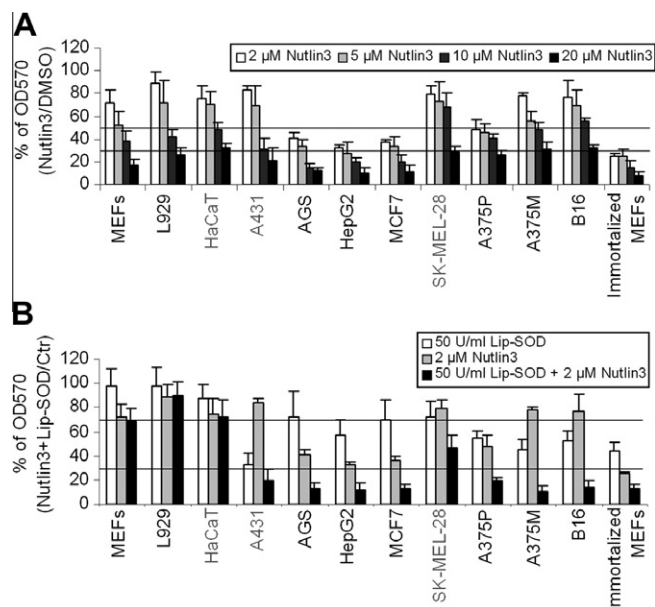 A
120
100
80
60
40
20
0
% of OD570
(Nutlin3/DMSO)
2 µM Nutlin3 5 µM Nutlin3 10 µM Nutlin3 20 µM Nutlin3
MEFs
L929
HaCaT
A431
AGS
HepG2
MCF7
SK-MEL-28
A375P
A375M
B16
Immortalized
MEFs
B
120
100
80
60
40
20
0
% of OD570
(Nutlin3+Lip-SOD/Ctr)
50 U/ml Lip-SOD
2 µM Nutlin3
50 U/ml Lip-SOD + 2 µM Nutlin3
MEFs
L929
HaCaT
A431
AGS
HepG2
MCF7
SK-MEL-28
A375P
A375M
B16
mmortalized
MEFs